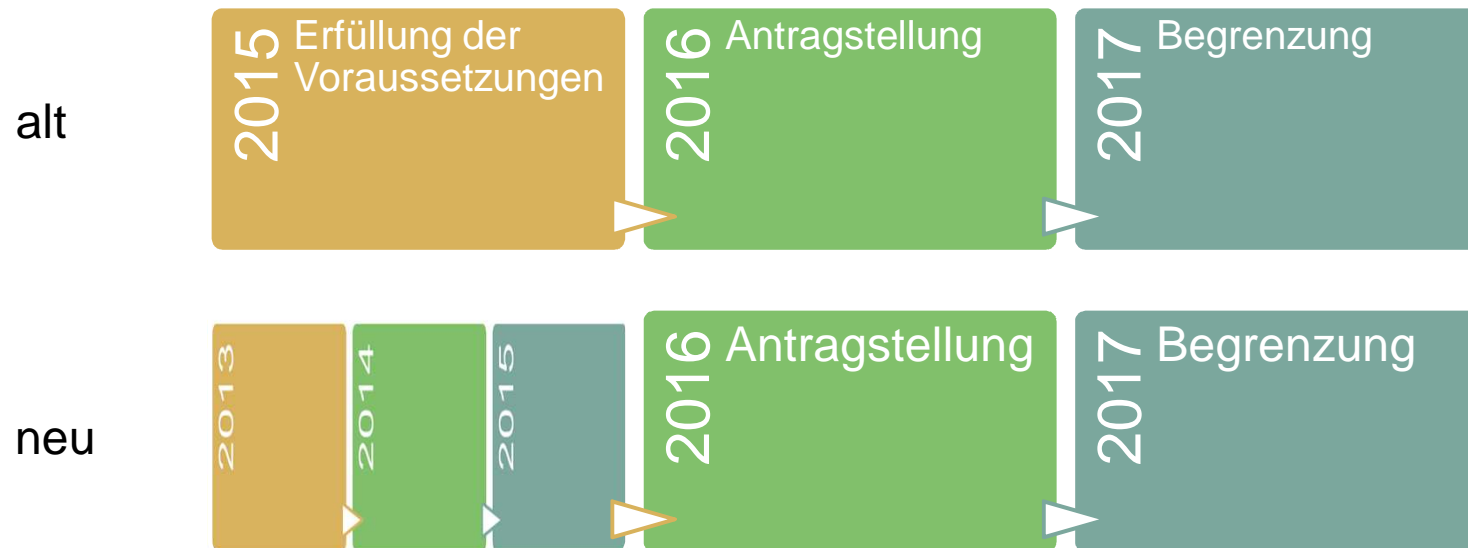 alt
2015
Erfüllung der
Voraussetzungen
2016
Antragstellung
2017
Begrenzung
neu
2013
2014
2015
2016
Antragstellung
2017
Begrenzung